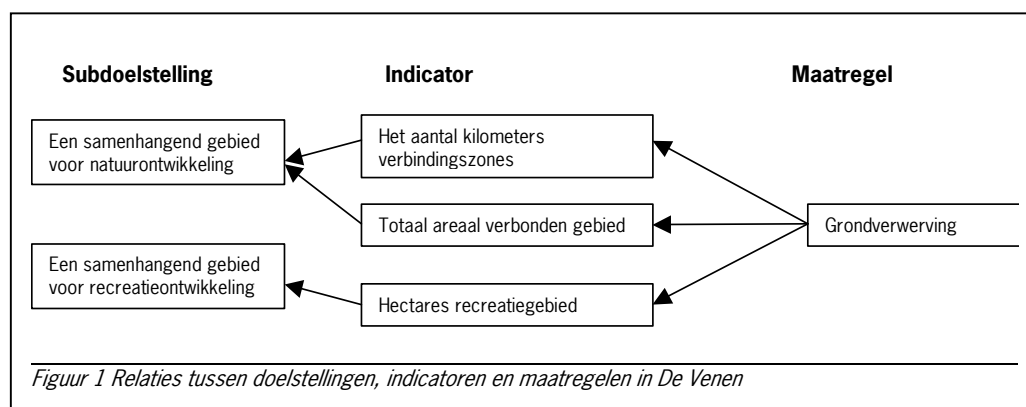 Subdoelstelling
Indicator
Maatregel
Een samenhangend gebied
voor natuurontwikkeling
Het aantal kilometers
verbindingszones
Totaal areaal verbonden gebied
Grondverwerving
Een samenhangend gebied
voor recreatieontwikkeling
Hectares recreatiegebied
Figuur 1 Relaties tussen doelstellingen, indicatoren en maatregelen in De Venen